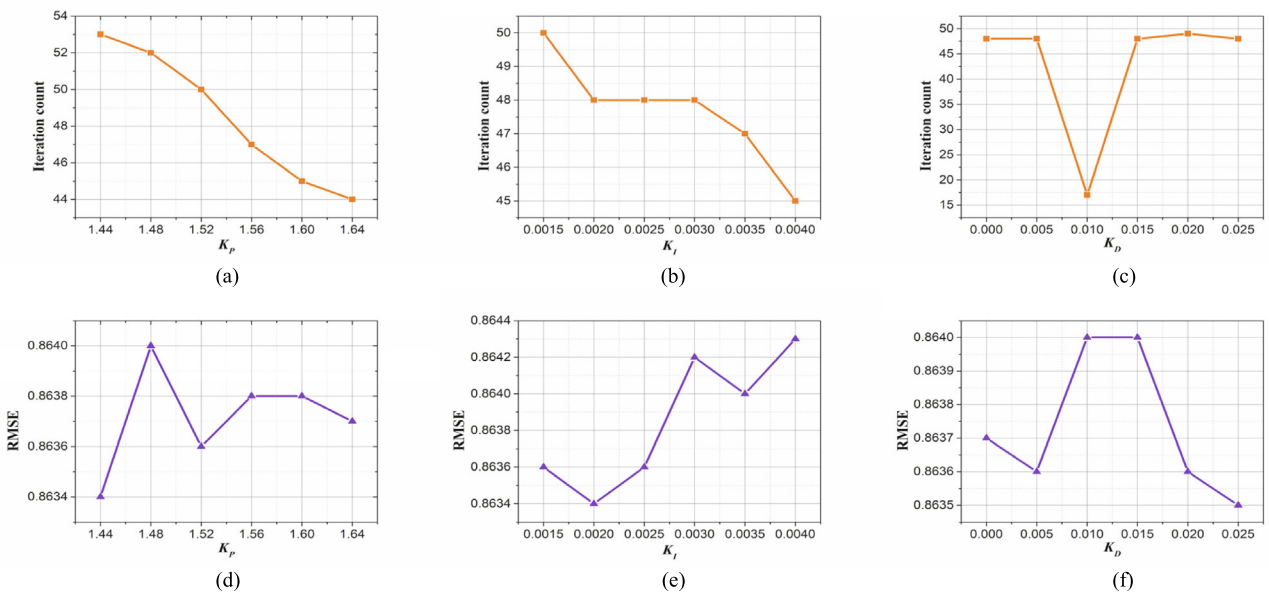 54
52
50
48
46
44
Iteration count
1.44 1.48 1.52 1.56 1.60 1.64
K_P
(a)
50
49
48
47
46
45
Iteration count
0.0015 0.0020 0.0025 0.0030 0.0035 0.0040
K_I
(b)
50
45
40
35
30
25
20
15
Iteration count
0.000 0.005 0.010 0.015 0.020 0.025
K_D
(c)
0.8640
0.8638
0.8636
0.8634
RMSE
1.44 1.48 1.52 1.56 1.60 1.64
K_P
(d)
0.8644
0.8642
0.8640
0.8638
0.8636
0.8634
RMSE
0.0015 0.0020 0.0025 0.0030 0.0035 0.0040
K_I
(e)
0.8640
0.8639
0.8638
0.8637
0.8636
0.8635
RMSE
0.000 0.005 0.010 0.015 0.020 0.025
K_D
(f)